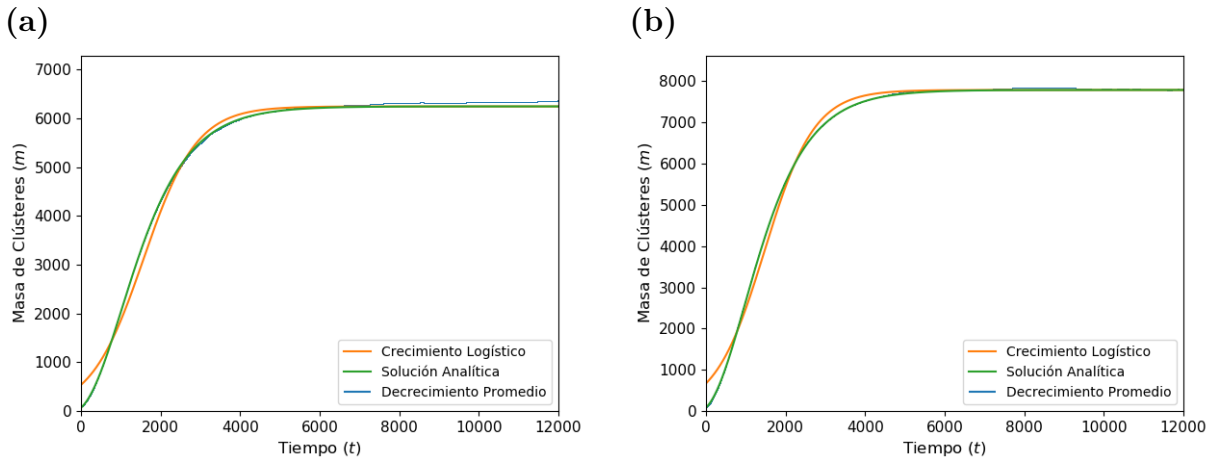 (a)
Masa de Clústeres (m)
7000
6000
5000
4000
3000
2000
1000
0
Crecimiento Logístico
Solución Analítica
Decrecimiento Promedio
0 2000 4000 6000 8000 10000 12000
Tiempo (t)
(b)
Masa de Clústeres (m)
8000
7000
6000
5000
4000
3000
2000
1000
0
Crecimiento Logístico
Solución Analítica
Decrecimiento Promedio
0 2000 4000 6000 8000 10000 12000
Tiempo (t)